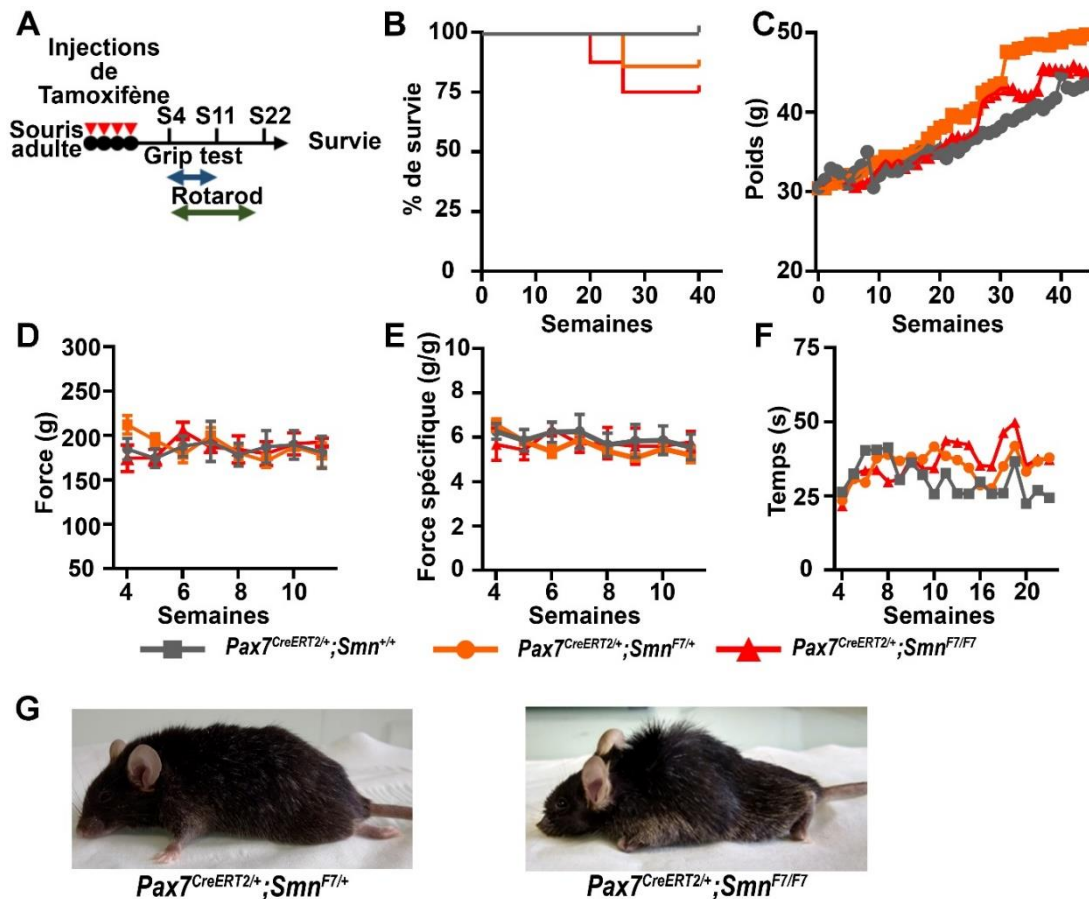 A
Injections
de
Tamoxifène
Souris
adulte
S4 S11 S22
Survie
Grip test
Rotarod
B
% de survie
100
75
50
25
0
0 10 20 30 40
Semaines
C
Poids (g)
50
40
30
20
0 10 20 30 40
Semaines
D
Force (g)
300
250
200
150
100
50
4 6 8 10
Semaines
E
Force spécifique (g/g)
10
8
6
4
2
0
4 6 8 10
Semaines
F
Temps (s)
75
50
25
0
4 8 10 16 20
Semaines
Pax7CreERT2/+;Smn+/+ Pax7CreERT2/+;SmnF7/+ Pax7CreERT2/+;SmnF7/F7
G
Pax7CreERT2/+;SmnF7/+ Pax7CreERT2/+;SmnF7/F7